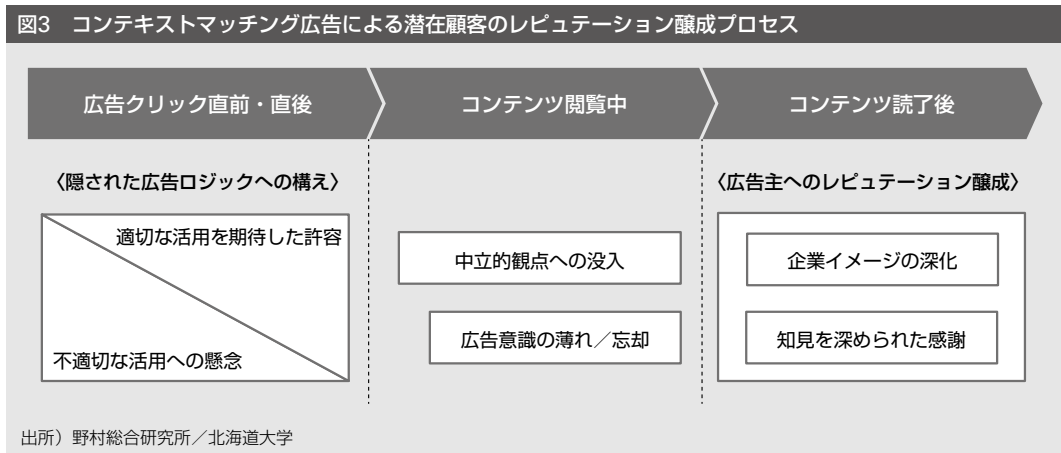 図3　コンテキストマッチング広告による潜在顧客のレピュテーション醸成プロセス
広告クリック直前・直後
コンテンツ閲覧中
コンテンツ読了後
〈隠された広告ロジックへの構え〉
〈広告主へのレピュテーション醸成〉
適切な活用を期待した許容
不適切な活用への懸念
中立的観点への没入
広告意識の薄れ／忘却
企業イメージの深化
知見を深められた感謝
出所）野村総合研究所／北海道大学